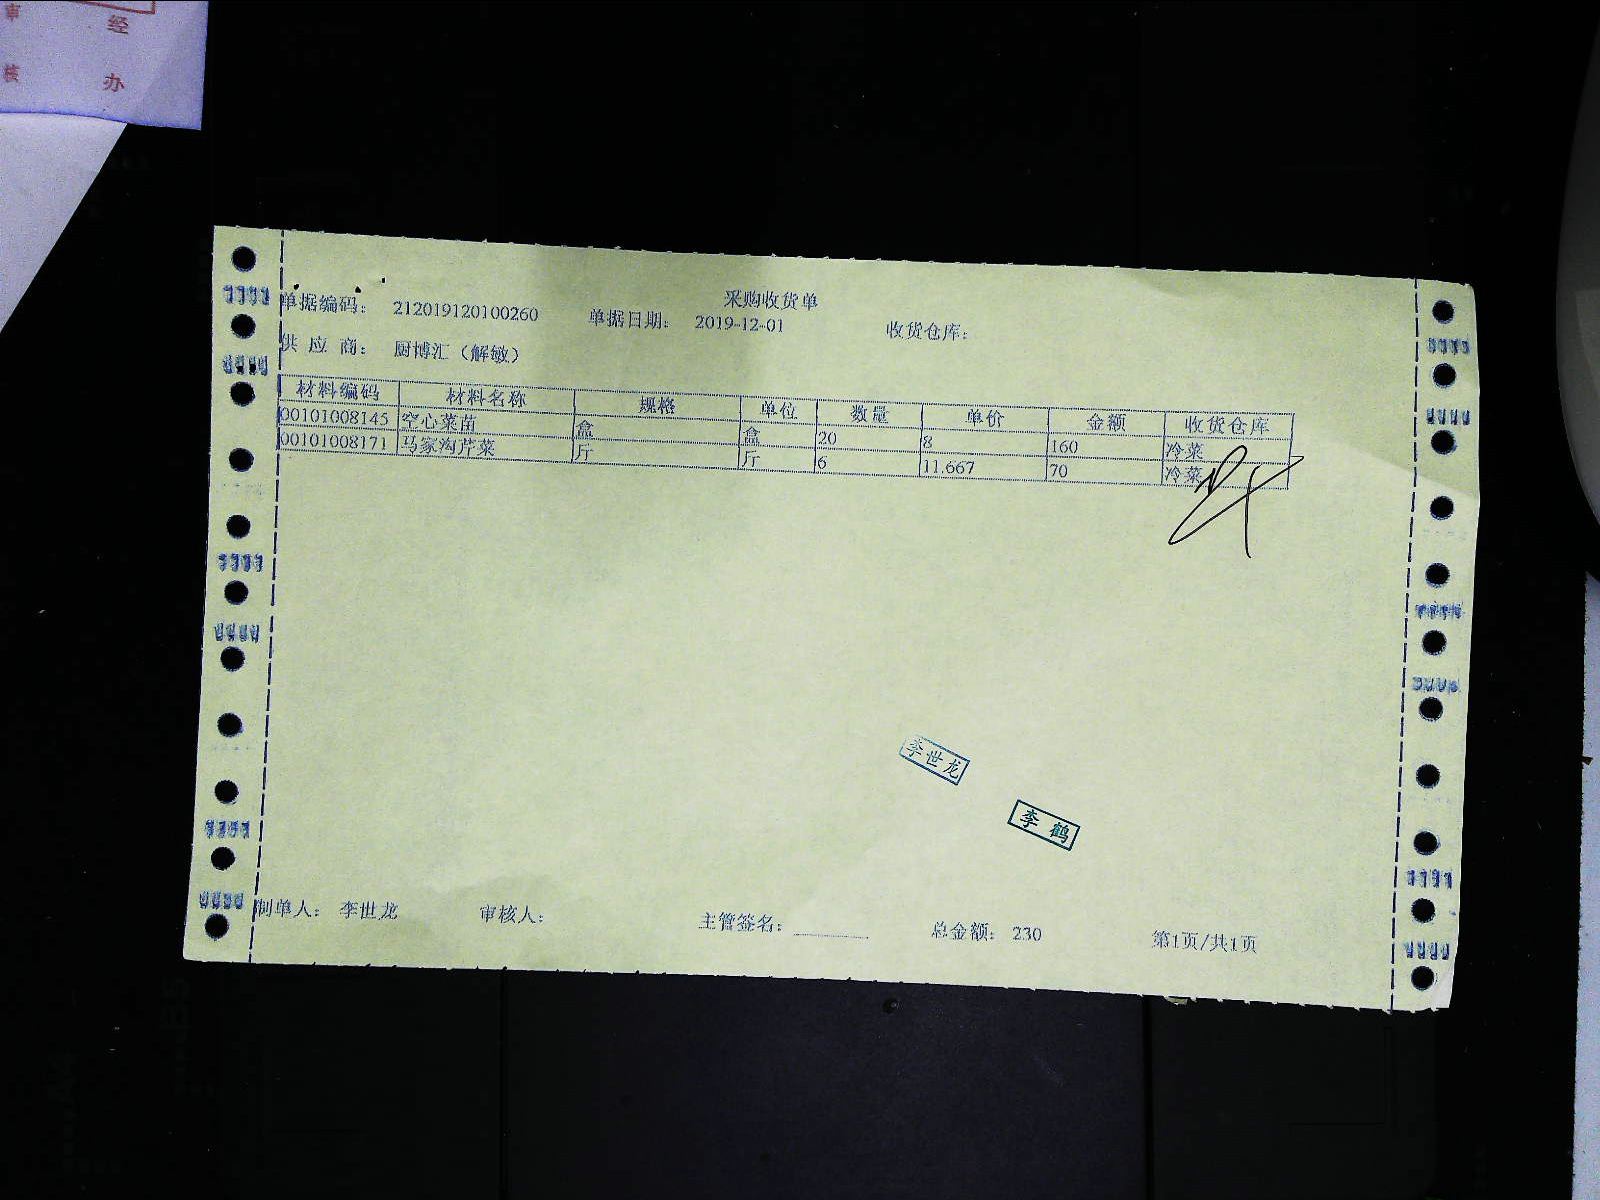 审 经
核 办
采购收货单
单据编码： 212019120100260 单据日期： 2019-12-01 收货仓库：
供 应 商： 厨博汇（解敏）
材料编码 材料名称 规格 单位 数量 单价 金额 收货仓库
00101008145 空心菜苗 盒 盒 20 8 160 冷菜
00101008171 马家沟芹菜 斤 斤 6 11.667 70 冷菜
李世龙
李 鹤
制单人： 李世龙 审核人： 主管签名： 总金额： 230 第1页/共1页